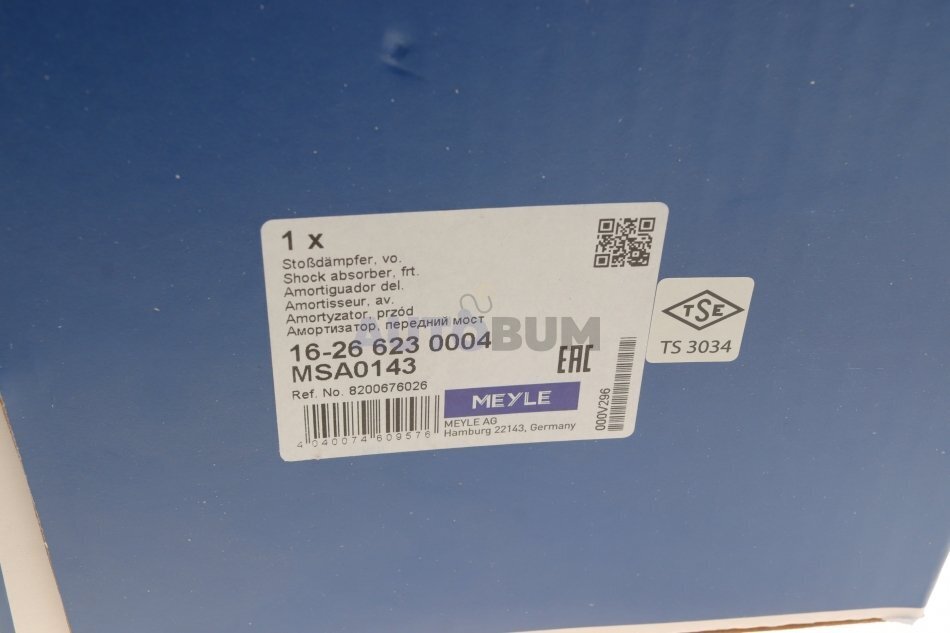 1 x
Stoßdämpfer, vo.
Shock absorber, frt.
Amortiguador del.
Amortisseur, av.
Amortyzator, przód
Амортизатор, передний мост
AUTOBUM
16-26 623 0004
MSA0143
EAC
Ref. No. 8200676026
MEYLE
4 040074 609576
MEYLE AG
Hamburg 22143, Germany
000V296
TSE
TS 3034